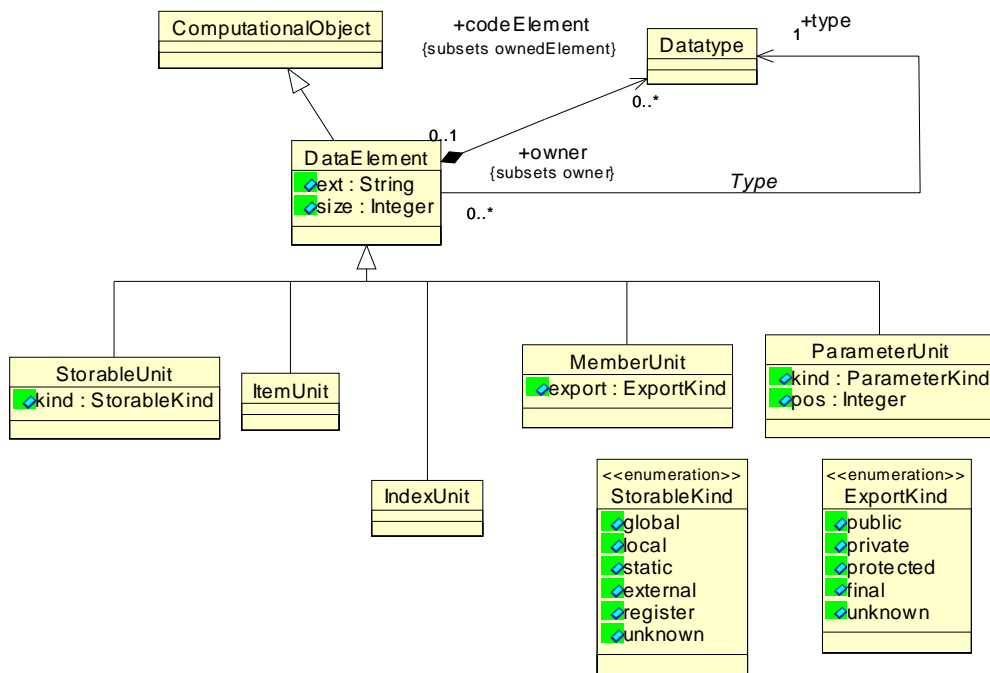 ComputationalObject
+codeElement
{subsets ownedElement}
Datatype
+type
1
0..*
0..1
DataElement
ext : String
size : Integer
+owner
{subsets owner}
Type
0..*
StorableUnit
kind : StorableKind
ItemUnit
IndexUnit
MemberUnit
export : ExportKind
ParameterUnit
kind : ParameterKind
pos : Integer
<<enumeration>>
StorableKind
global
local
static
external
register
unknown
<<enumeration>>
ExportKind
public
private
protected
final
unknown